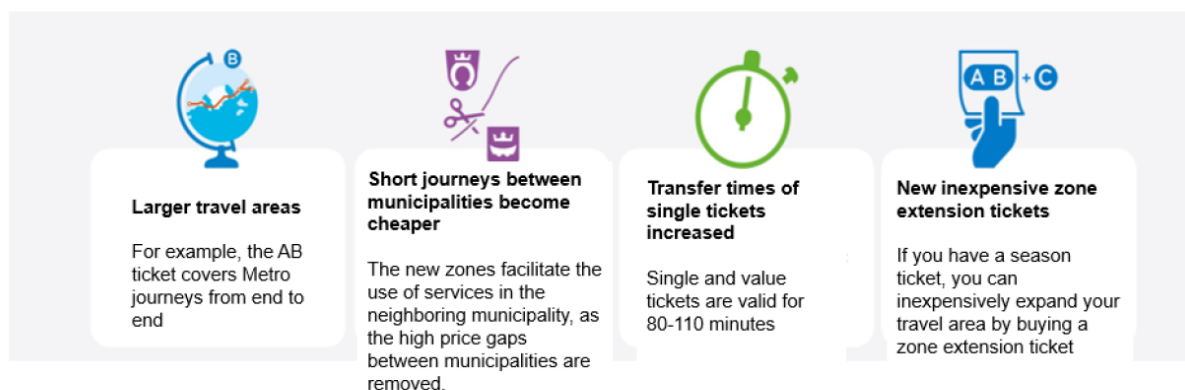 B
Larger travel areas
For example, the AB
ticket covers Metro
journeys from end to
end
Short journeys between
municipalities become
cheaper
The new zones facilitate the
use of services in the
neighboring municipality, as
the high price gaps
between municipalities are
removed.
Transfer times of
single tickets
increased
Single and value
tickets are valid for
80-110 minutes
A B + C
New inexpensive zone
extension tickets
If you have a season
ticket, you can
inexpensively expand your
travel area by buying a
zone extension ticket